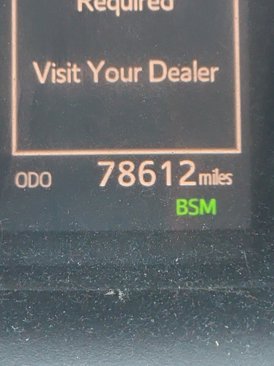 Required
Visit Your Dealer
ODO 78612 miles
BSM